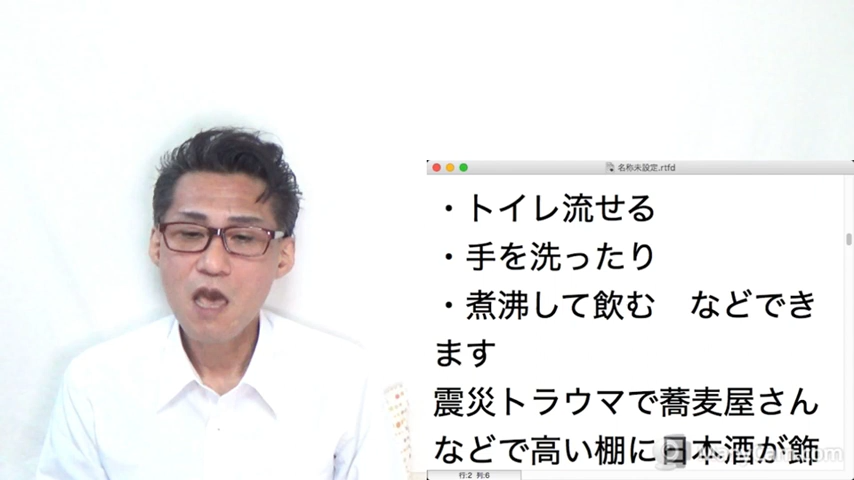 名称未設定.rtfd
・トイレ流せる
・手を洗ったり
・煮沸して飲む　などでき
ます
震災トラウマで蕎麦屋さん
などで高い棚に日本酒が飾
行:2 列:6
ManyCam.com